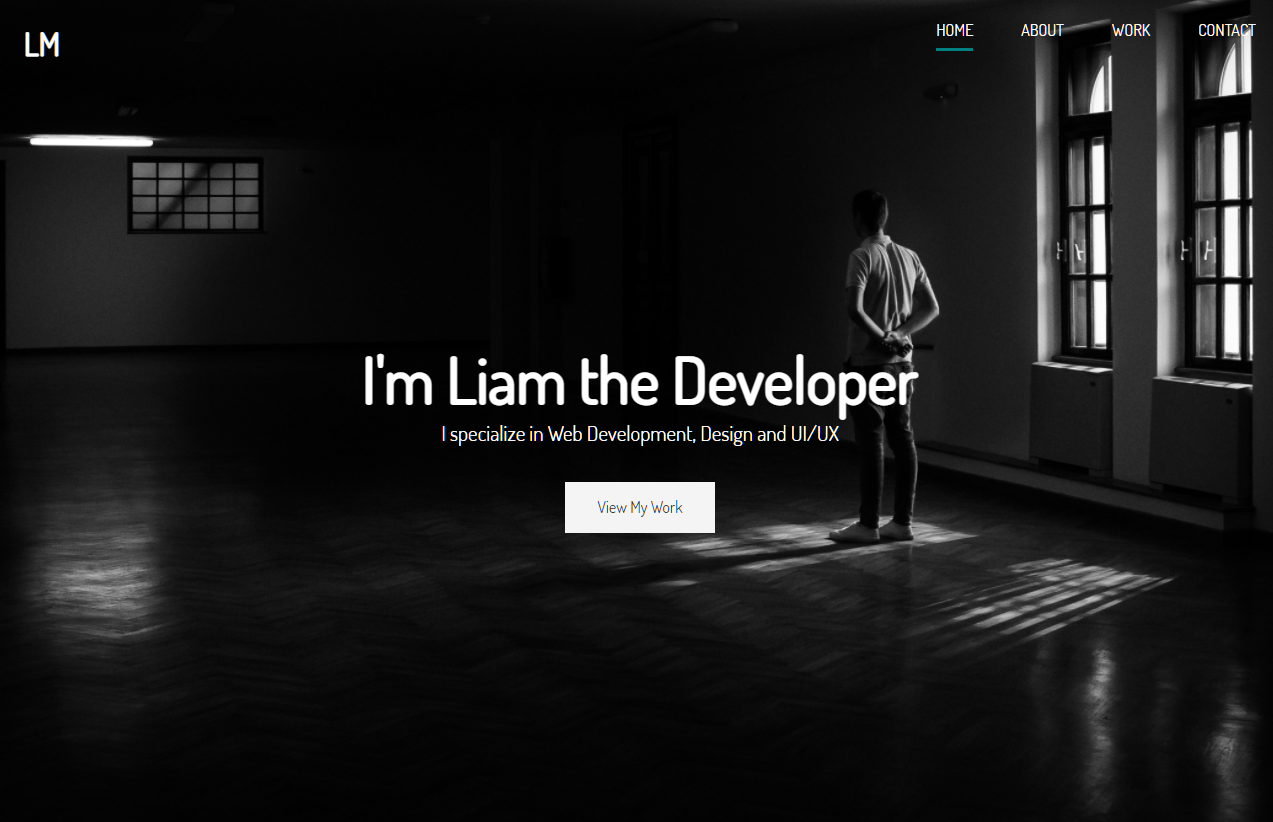 LM
HOME
ABOUT
WORK
CONTACT
I'm Liam the Developer
I specialize in Web Development, Design and UI/UX
View My Work